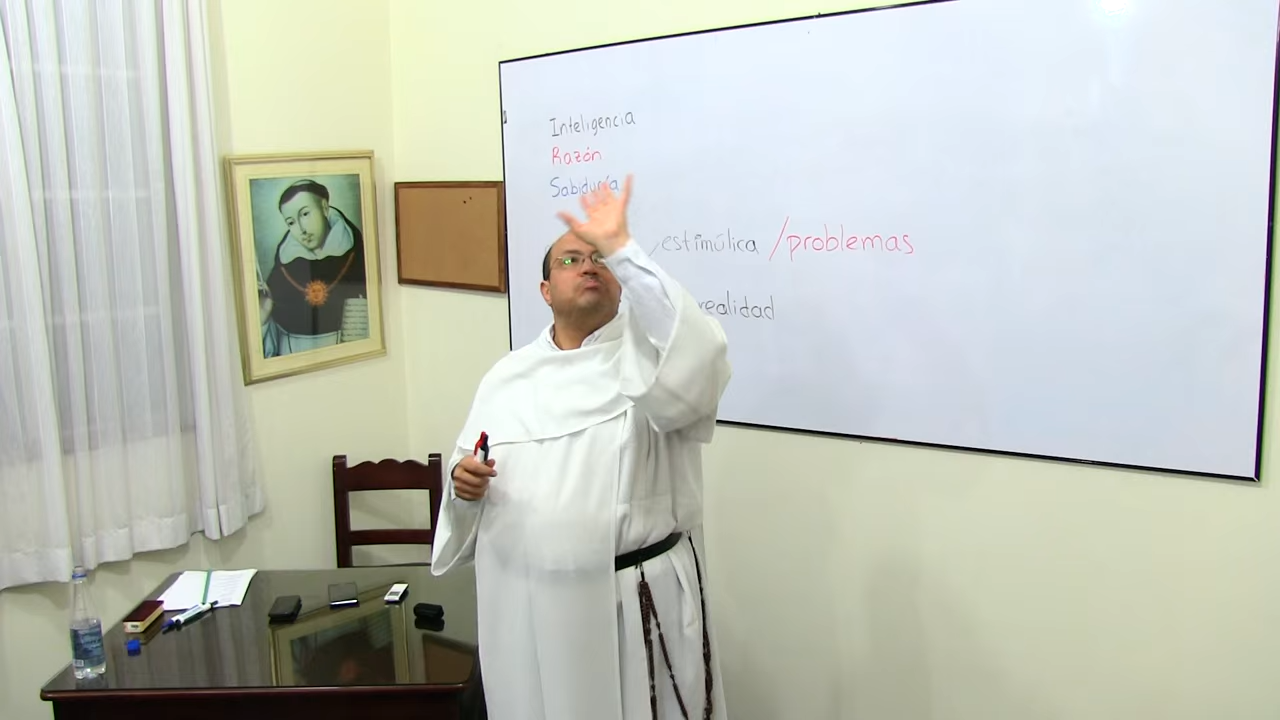 Inteligencia
Razón
Sabiduría
/estimúlica /problemas
realidad